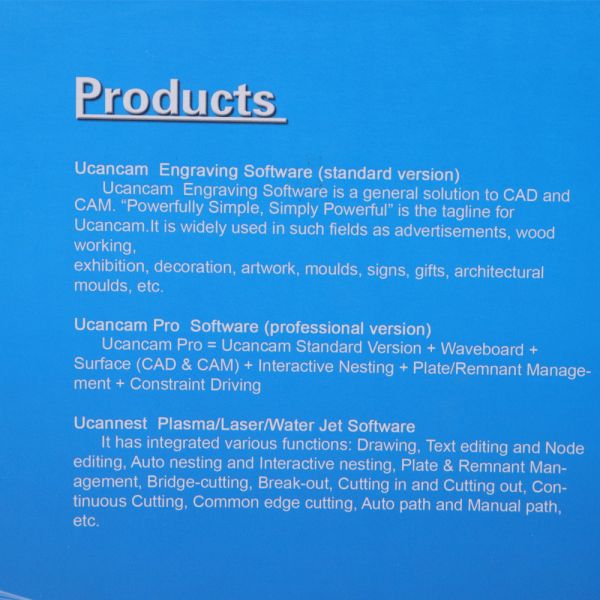 Products
Ucancam Engraving Software (standard version)
Ucancam Engraving Software is a general solution to CAD and
CAM. “Powerfully Simple, Simply Powerful” is the tagline for
Ucancam.It is widely used in such fields as advertisements, wood
working,
exhibition, decoration, artwork, moulds, signs, gifts, architectural
moulds, etc.
Ucancam Pro Software (professional version)
Ucancam Pro = Ucancam Standard Version + Waveboard +
Surface (CAD & CAM) + Interactive Nesting + Plate/Remnant Manage-
ment + Constraint Driving
Ucannest Plasma/Laser/Water Jet Software
It has integrated various functions: Drawing, Text editing and Node
editing, Auto nesting and Interactive nesting, Plate & Remnant Man-
agement, Bridge-cutting, Break-out, Cutting in and Cutting out, Con-
tinuous Cutting, Common edge cutting, Auto path and Manual path,
etc.